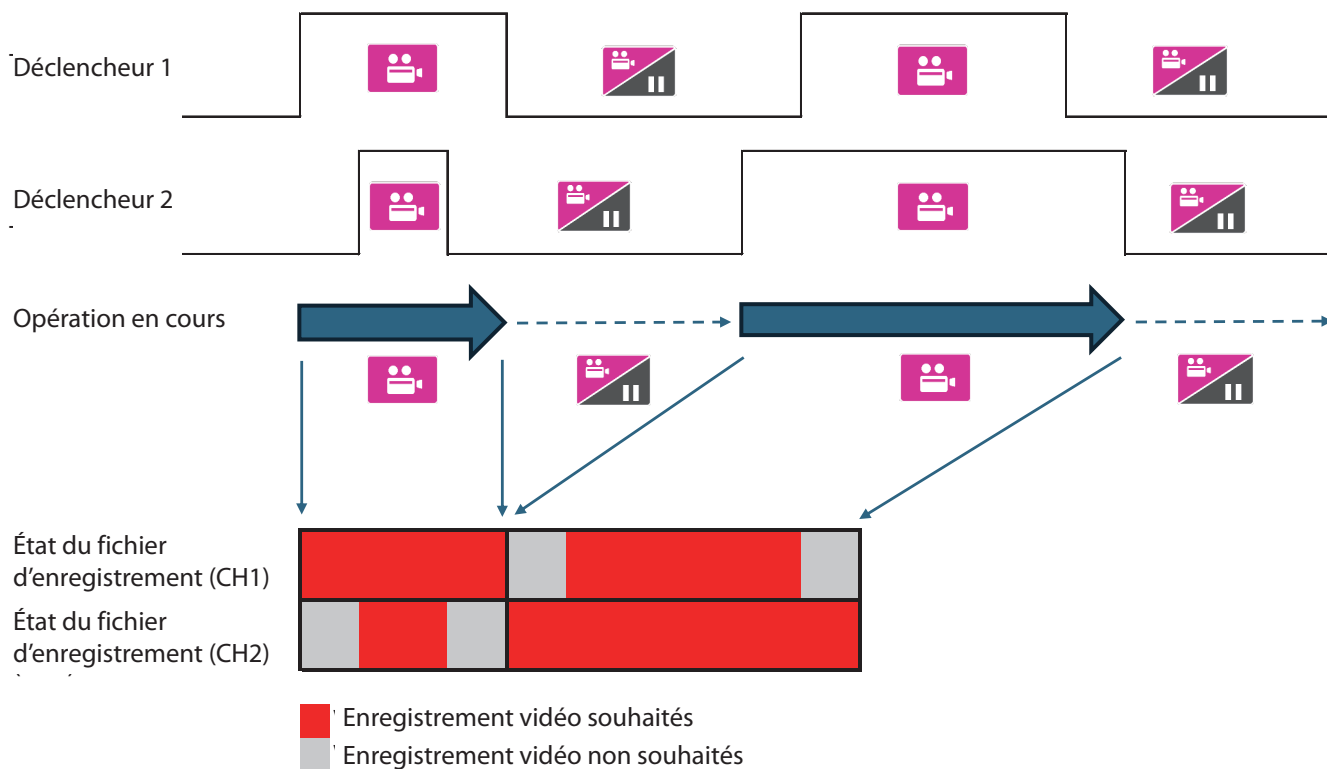 Déclencheur 1
Déclencheur 2
Opération en cours
État du fichier
d'enregistrement (CH1)
État du fichier
d'enregistrement (CH2)
Enregistrement vidéo souhaités
Enregistrement vidéo non souhaités